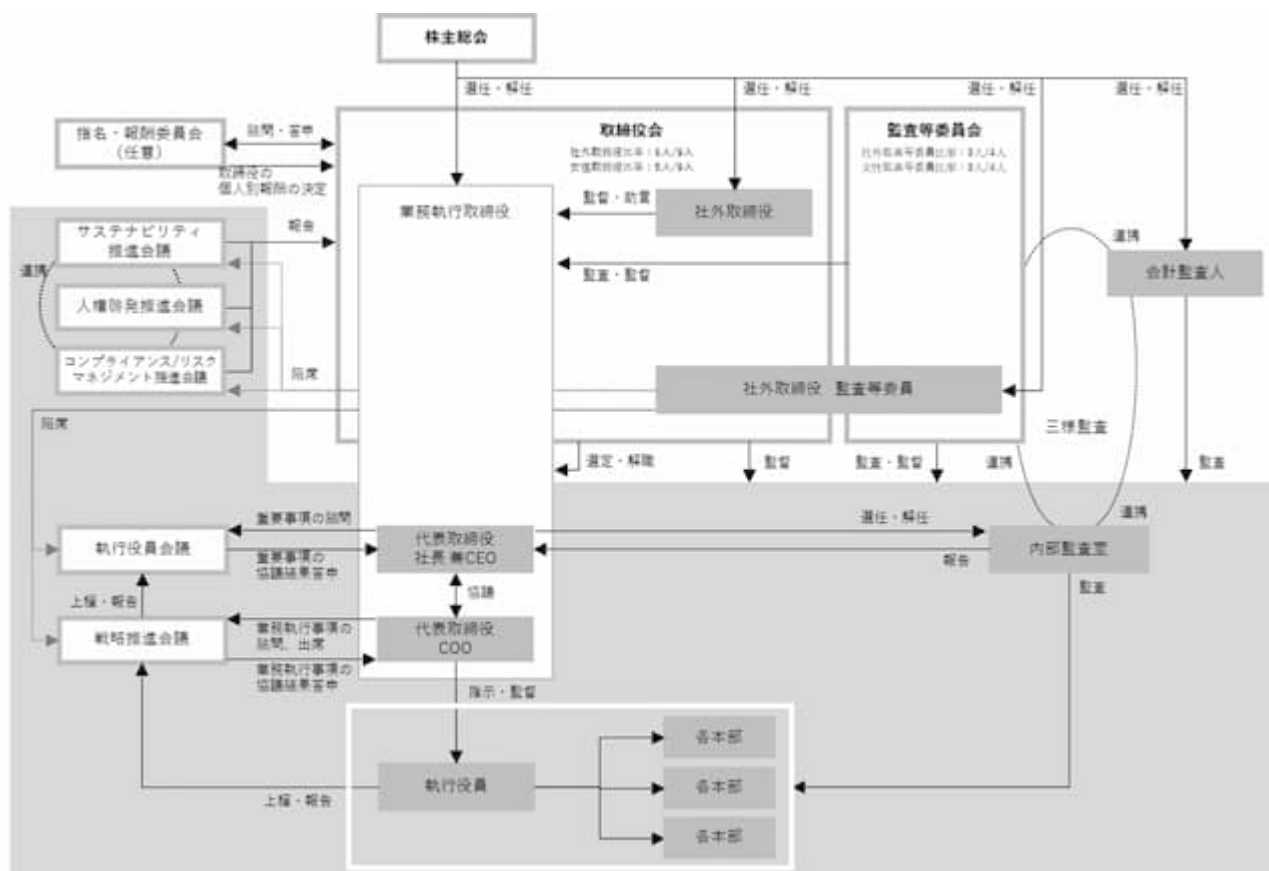 株主総会
選任・解任
選任・解任
選任・解任
選任・解任
指名・報酬委員会
（任意）
諮問・答申
取締役の
個人別報酬の決定
取締役会
監査等委員会
業務執行取締役
監督・助言
社外取締役
監査・監督
サステナビリティ
推進会議
報告
連携
人権啓発推進会議
コンプライアンス/リスク
マネジメント推進会議
陪席
社外取締役　監査等委員
連携
会計監査人
三様監査
陪席
選定・解職
監督
監査・監督
連携
監査
重要事項の諮問
執行役員会議
重要事項の
協議結果答申
代表取締役
社長 兼CEO
選任・解任
連携
内部監査室
報告
監査
上程・報告
協議
戦略推進会議
業務執行事項の
諮問、出席
代表取締役
COO
業務執行事項の
協議結果答申
指示・監督
執行役員
各本部
各本部
各本部
上程・報告